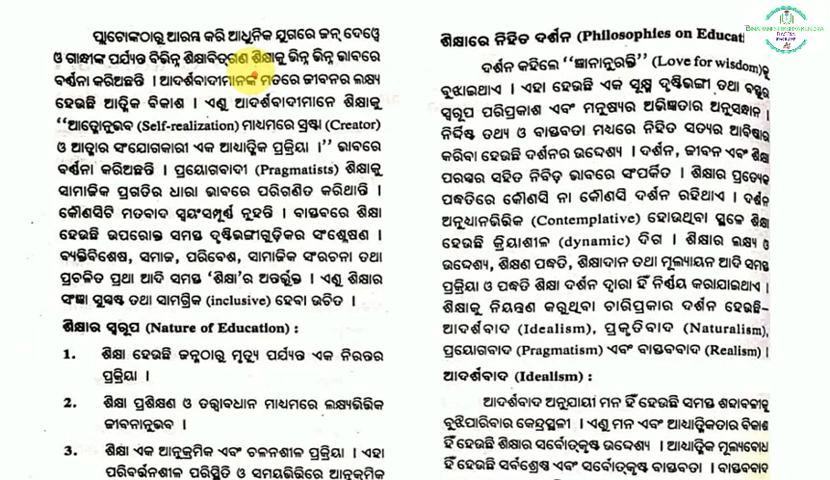 ପ୍ଲାଟୋଙ୍କଠାରୁ ଆରମ୍ଭ କରି ଆଧୁନିକ ଯୁଗରେ ଜନ୍ ଦେୱେ
ଓ ଗାନ୍ଧୀଙ୍କ ପର୍ଯ୍ୟନ୍ତ ବିଭିନ୍ନ ଶିକ୍ଷାବିତ୍‌ଗଣ ଶିକ୍ଷାକୁ ଭିନ୍ନ ଭିନ୍ନ ଭାବରେ
ବର୍ଣ୍ଣନା କରିଅଛନ୍ତି । ଆଦର୍ଶବାଦୀମାନଙ୍କ ମତରେ ଜୀବନର ଲକ୍ଷ୍ୟ
ହେଉଛି ଆତ୍ମିକ ବିକାଶ । ଏଣୁ ଆଦର୍ଶବାଦୀମାନେ ଶିକ୍ଷାକୁ
“ଆତ୍ମୋନୁଭବ (Self-realization) ମାଧ୍ୟମରେ ସ୍ରଷ୍ଟା (Creator)
ଓ ଆତ୍ମାର ସଂଯୋଗକାରୀ ଏକ ଆଧ୍ୟାତ୍ମିକ ପ୍ରକ୍ରିୟା ।” ଭାବରେ
ବର୍ଣ୍ଣନା କରିଅଛନ୍ତି । ପ୍ରୟୋଗବାଦୀ (Pragmatists) ଶିକ୍ଷାକୁ
ସାମାଜିକ ପ୍ରଗତିର ଧାରା ଭାବରେ ପରିଗଣିତ କରିଥାନ୍ତି ।
କୌଣସିଟି ମତବାଦ ସ୍ୱୟଂସମ୍ପୂର୍ଣ୍ଣ ନୁହନ୍ତି । ବାସ୍ତବରେ ଶିକ୍ଷା
ହେଉଛି ଉପରୋକ୍ତ ସମସ୍ତ ଦୃଷ୍ଟିଭଙ୍ଗୀଗୁଡ଼ିକର ସଂଶ୍ଳେଷଣ ।
ବ୍ୟକ୍ତିବିଶେଷ, ସମାଜ, ପରିବେଶ, ସାମାଜିକ ସଂରଚନା ତଥା
ପ୍ରଚଳିତ ପ୍ରଥା ଆଦି ସମସ୍ତ ‘ଶିକ୍ଷା’ର ଅନ୍ତର୍ଭୁକ୍ତ । ଏଣୁ ଶିକ୍ଷାର
ସଂଜ୍ଞା ସୁସ୍ପଷ୍ଟ ତଥା ସାମଗ୍ରିକ (inclusive) ହେବା ଉଚିତ ।
ଶିକ୍ଷାର ସ୍ୱରୂପ (Nature of Education) :
1. ଶିକ୍ଷା ହେଉଛି ଜନ୍ମଠାରୁ ମୃତ୍ୟୁ ପର୍ଯ୍ୟନ୍ତ ଏକ ନିରନ୍ତର
ପ୍ରକ୍ରିୟା ।
2. ଶିକ୍ଷା ପ୍ରଶିକ୍ଷଣ ଓ ତତ୍ତ୍ୱାବଧାନ ମାଧ୍ୟମରେ ଲକ୍ଷ୍ୟଭିତ୍ତିକ
ଜୀବନାନୁଭବ ।
3. ଶିକ୍ଷା ଏକ ଆନୁକ୍ରମିକ ଏବଂ ଚଳନଶୀଳ ପ୍ରକ୍ରିୟା । ଏହା
ପରିବର୍ତ୍ତନଶୀଳ ପରିସ୍ଥିତି ଓ ସମୟଭିତ୍ତିରେ ଆନୁକ୍ରମିକ
ଶିକ୍ଷାରେ ନିହିତ ଦର୍ଶନ (Philosophies on Educati
ଦର୍ଶନ କହିଲେ “ଜ୍ଞାନାନୁରକ୍ତି” (Love for wisdom)କୁ
ବୁଝାଇଥାଏ । ଏହା ହେଉଛି ଏକ ସୂକ୍ଷ୍ମ ଦୃଷ୍ଟିଭଙ୍ଗୀ ତଥା ବସ୍ତୁର
ସ୍ୱରୂପ ପରିପ୍ରକାଶ ଏବଂ ମନୁଷ୍ୟର ଅଭିଜ୍ଞତାର ଅନୁସନ୍ଧାନ ।
ନିର୍ଦ୍ଦିଷ୍ଟ ତଥ୍ୟ ଓ ବାସ୍ତବତା ମଧ୍ୟରେ ନିହିତ ସତ୍ୟର ଆବିଷ୍କାର
କରିବା ହେଉଛି ଦର୍ଶନର ଉଦ୍ଦେଶ୍ୟ । ଦର୍ଶନ, ଜୀବନ ଏବଂ ଶିକ୍ଷା
ପରସ୍ପର ସହିତ ନିବିଡ଼ ଭାବରେ ସଂପର୍କିତ । ଶିକ୍ଷାର ପ୍ରତ୍ୟେକ
ପଦ୍ଧତିରେ କୌଣସି ନା କୌଣସି ଦର୍ଶନ ରହିଥାଏ । ଦର୍ଶନ
ଅନୁଧ୍ୟାନଭିତ୍ତିକ (Contemplative) ହୋଉଥିବା ସ୍ଥଳେ ଶିକ୍ଷା
ହେଉଛି କ୍ରିୟାଶୀଳ (dynamic) ଦିଗ । ଶିକ୍ଷାର ଲକ୍ଷ୍ୟ ଓ
ଉଦ୍ଦେଶ୍ୟ, ଶିକ୍ଷଣ ପଦ୍ଧତି, ଶିକ୍ଷାଦାନ ତଥା ମୂଲ୍ୟାୟନ ଆଦି ସମସ୍ତ
ପ୍ରକ୍ରିୟା ଓ ପଦ୍ଧତି ଶିକ୍ଷା ଦର୍ଶନ ଦ୍ୱାରା ହିଁ ନିର୍ଣ୍ଣୟ କରାଯାଇଥାଏ ।
ଶିକ୍ଷାକୁ ନିୟନ୍ତ୍ରଣ କରୁଥିବା ଚାରିପ୍ରକାର ଦର୍ଶନ ହେଉଛି–
ଆଦର୍ଶବାଦ (Idealism), ପ୍ରକୃତିବାଦ (Naturalism),
ପ୍ରୟୋଗବାଦ (Pragmatism) ଏବଂ ବାସ୍ତବବାଦ (Realism) ।
ଆଦର୍ଶବାଦ (Idealism) :
ଆଦର୍ଶବାଦ ଅନୁଯାୟୀ ମନ ହିଁ ହେଉଛି ସମସ୍ତ ଶବ୍ଦାବଳୀକୁ
ବୁଝିପାରିବାର କେନ୍ଦ୍ରସ୍ଥଳୀ । ଏଣୁ ମନ ଏବଂ ଆଧ୍ୟାତ୍ମିକତାର ବିକାଶ
ହିଁ ହେଉଛି ଶିକ୍ଷାର ସର୍ବୋତ୍କୃଷ୍ଟ ଉଦ୍ଦେଶ୍ୟ । ଆଧ୍ୟାତ୍ମିକ ମୂଲ୍ୟବୋଧ
ହିଁ ହେଉଛି ସର୍ବଶ୍ରେଷ୍ଠ ଏବଂ ସର୍ବୋତ୍କୃଷ୍ଟ ବାସ୍ତବତା । ବାସ୍ତବବାଦ